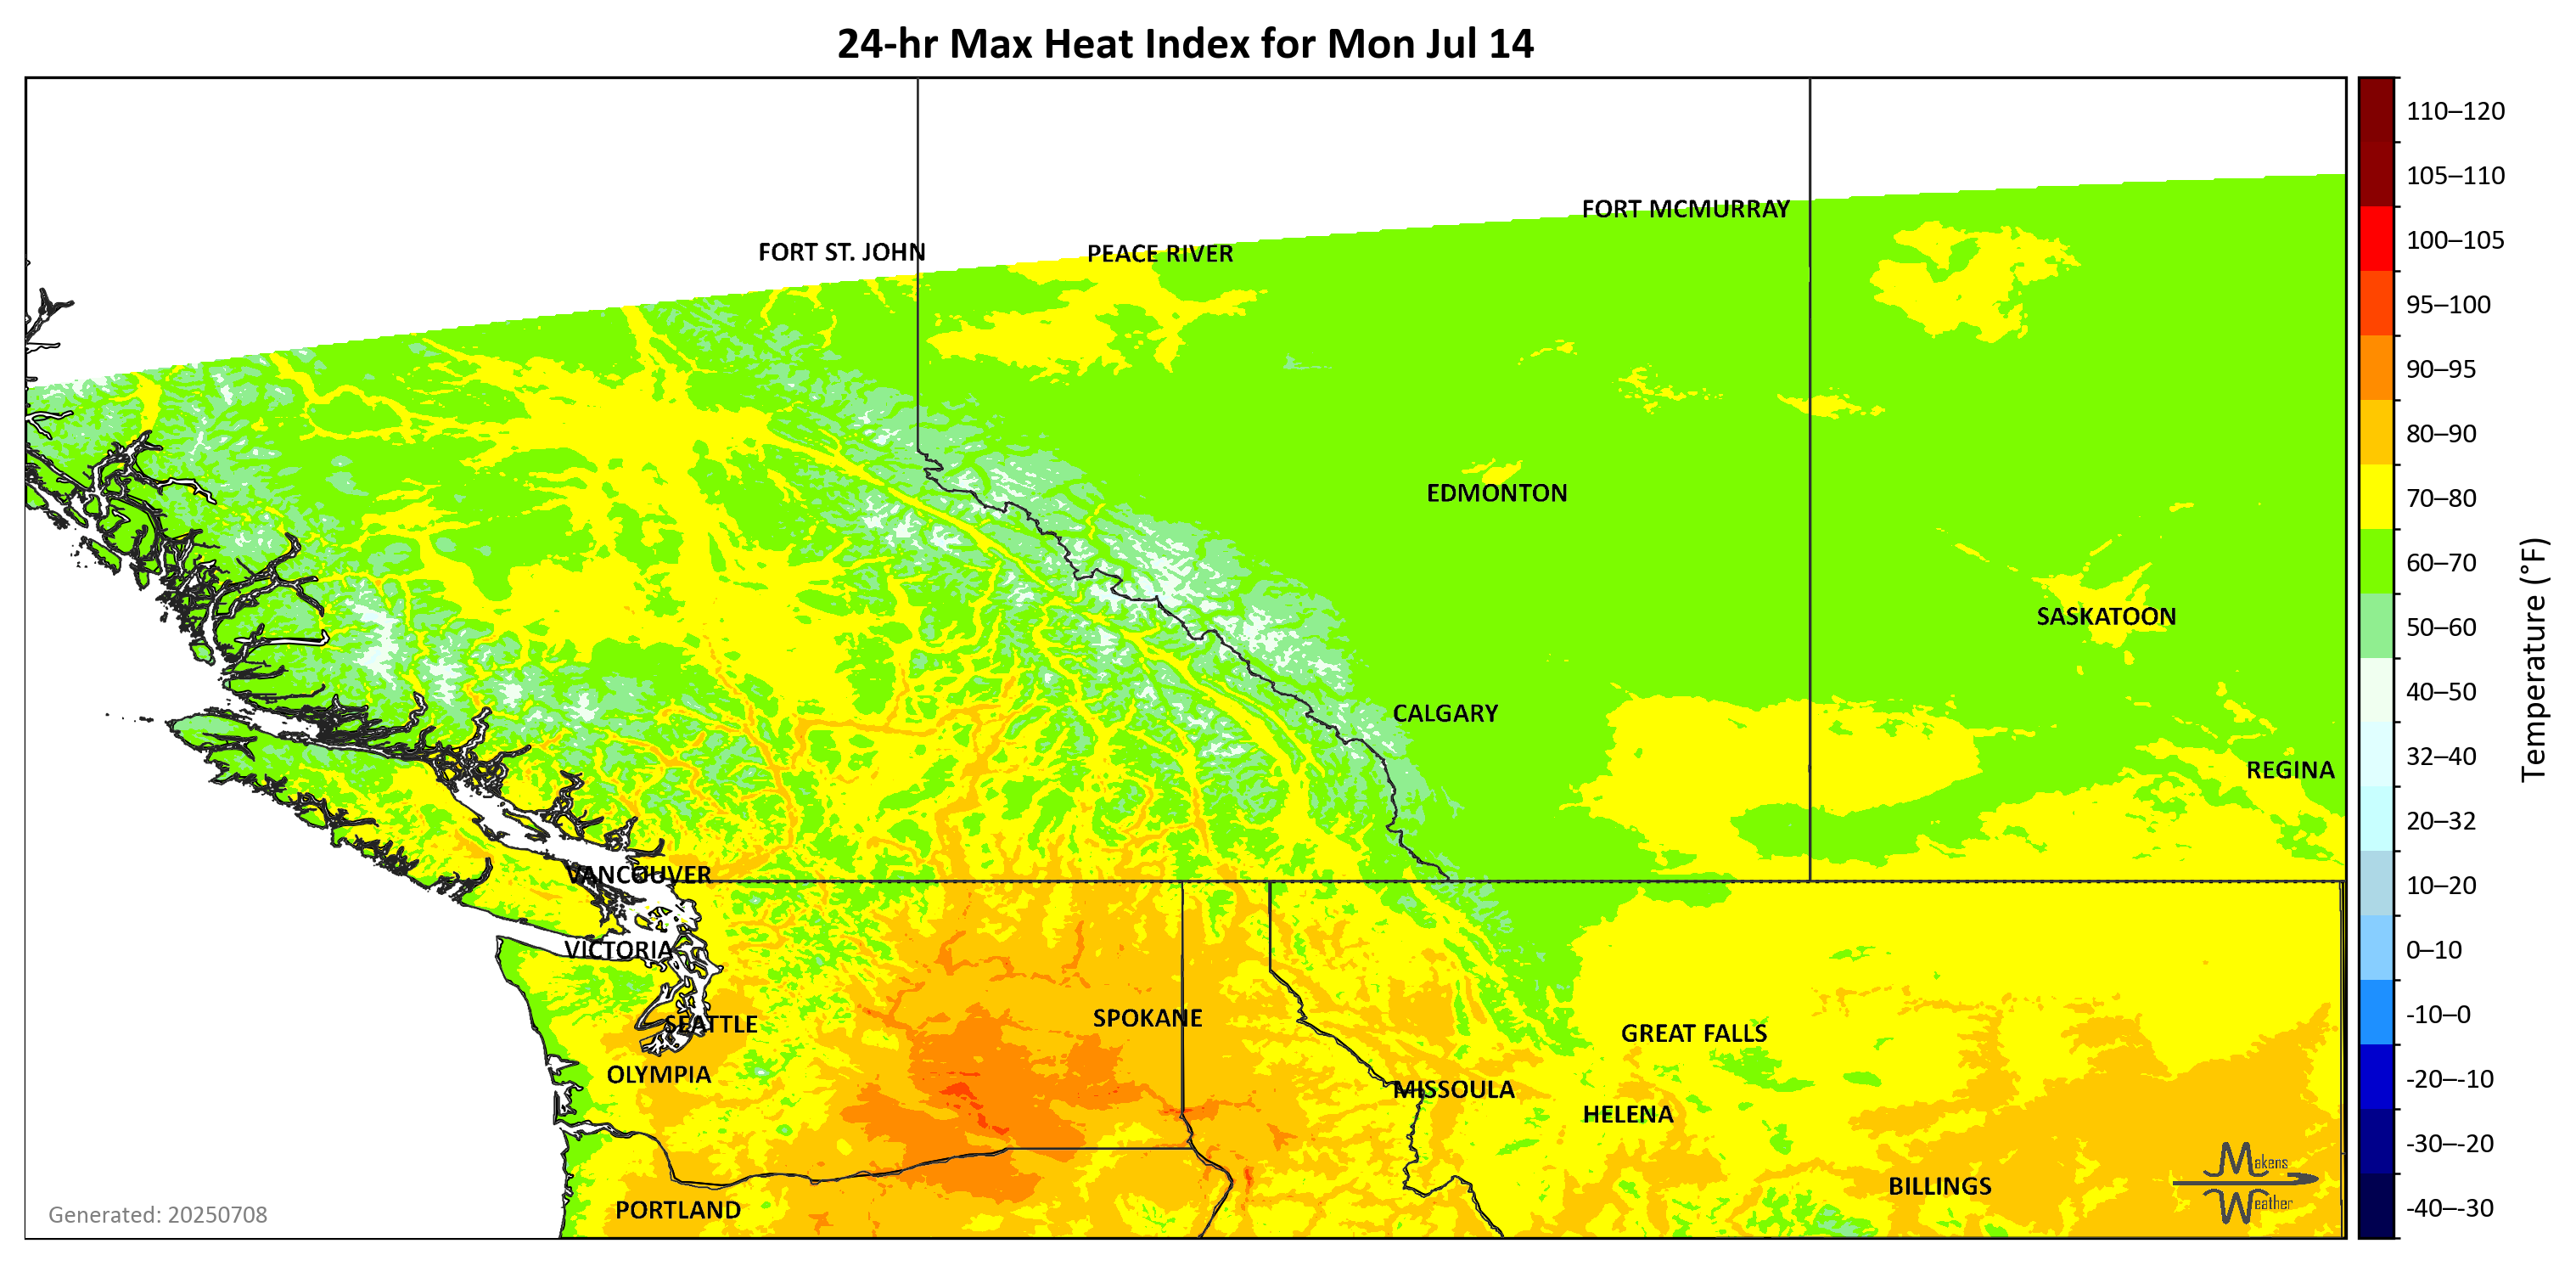 24-hr Max Heat Index for Mon Jul 14
FORT MCMURRAY
FORT ST. JOHN
PEACE RIVER
EDMONTON
SASKATOON
CALGARY
REGINA
VANCOUVER
VICTORIA
SEATTLE
SPOKANE
GREAT FALLS
OLYMPIA
MISSOULA
HELENA
BILLINGS
PORTLAND
Makens
Weather
Generated: 20250708
110–120
105–110
100–105
95–100
90–95
80–90
70–80
60–70
50–60
40–50
32–40
20–32
10–20
0–10
-10–0
-20–-10
-30–-20
-40–-30
Temperature (°F)